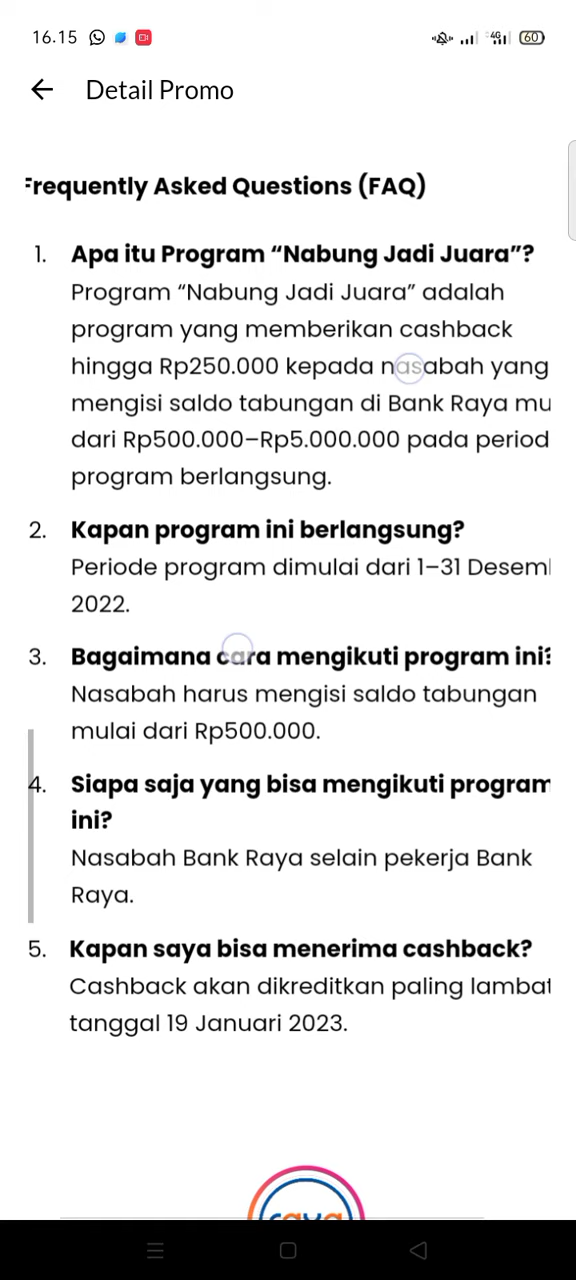 16.15
4G
60
Detail Promo
Frequently Asked Questions (FAQ)
1. Apa itu Program “Nabung Jadi Juara”?
Program “Nabung Jadi Juara” adalah
program yang memberikan cashback
hingga Rp250.000 kepada nasabah yang
mengisi saldo tabungan di Bank Raya mu
dari Rp500.000–Rp5.000.000 pada period
program berlangsung.
2. Kapan program ini berlangsung?
Periode program dimulai dari 1–31 Desem
2022.
3. Bagaimana cara mengikuti program ini?
Nasabah harus mengisi saldo tabungan
mulai dari Rp500.000.
4. Siapa saja yang bisa mengikuti program
ini?
Nasabah Bank Raya selain pekerja Bank
Raya.
5. Kapan saya bisa menerima cashback?
Cashback akan dikreditkan paling lambat
tanggal 19 Januari 2023.
raya